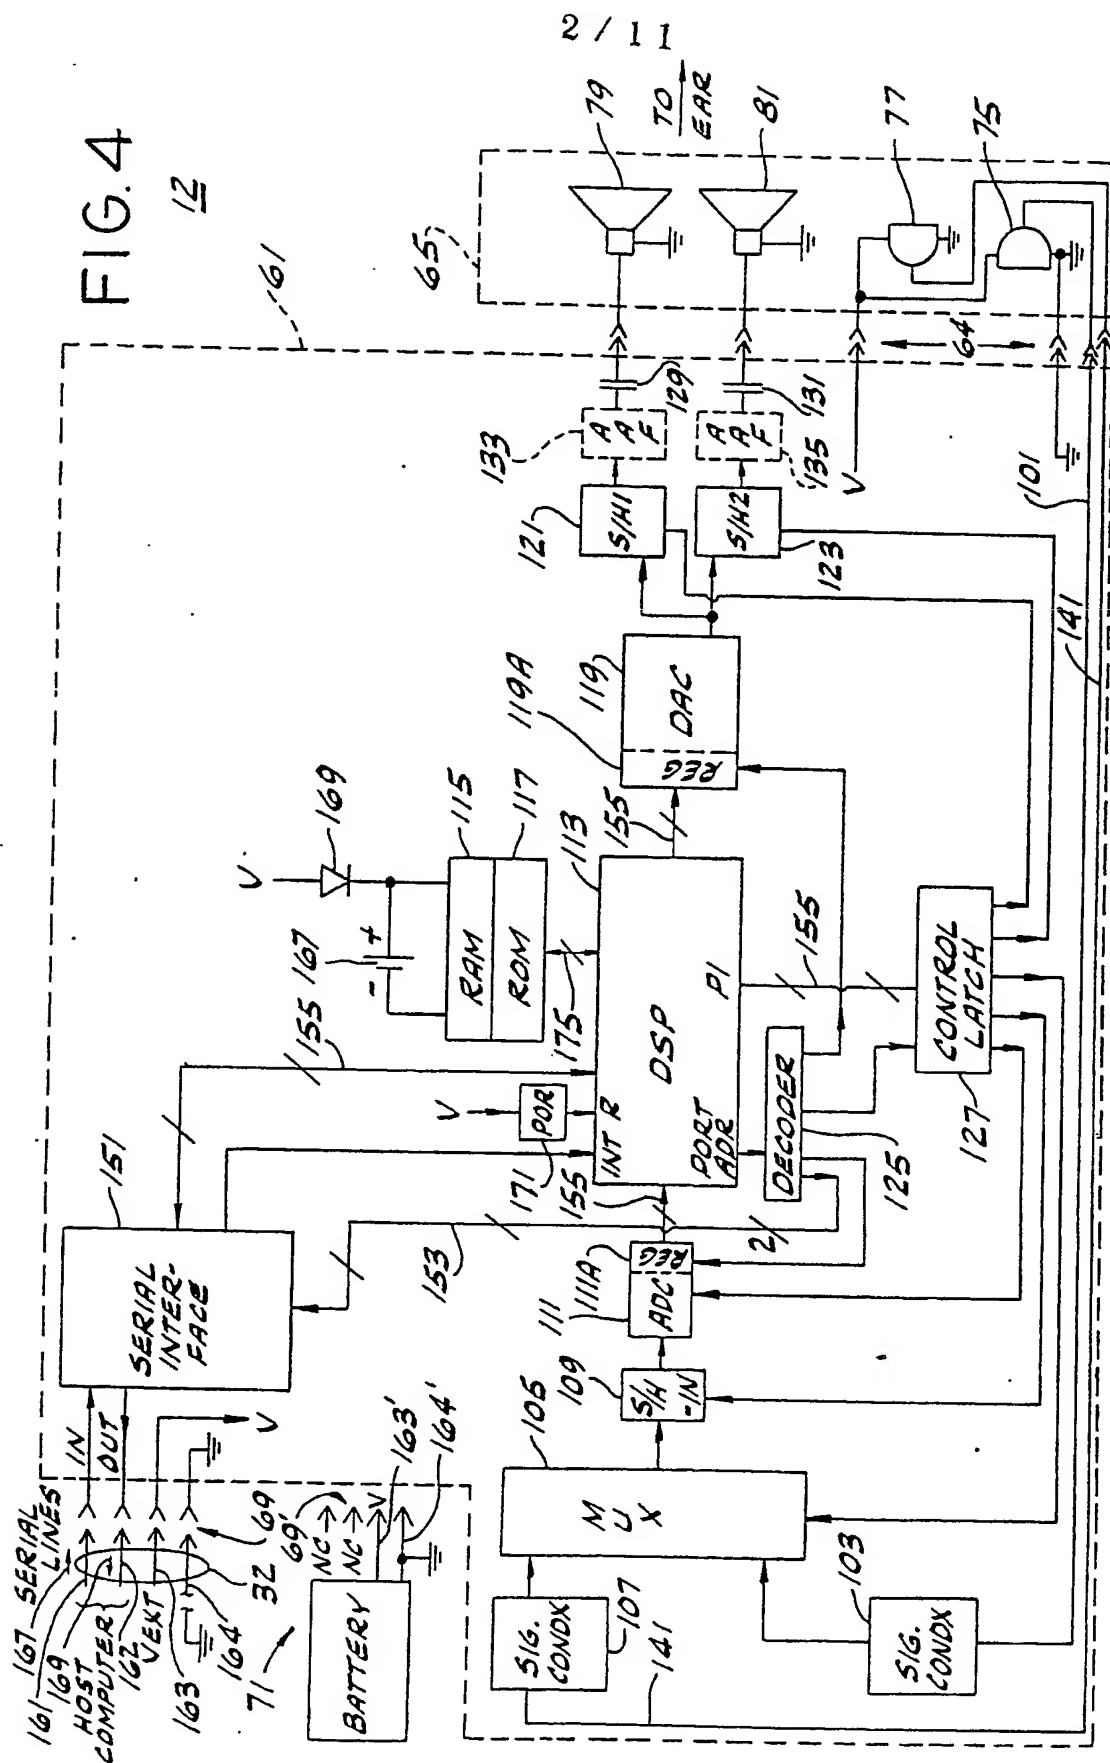 2 / 11
FIG. 4
12
61
65
79
TO EAR
81
77
75
64
129
131
133
A A F
135
A A F
V
101
141
121
S/H1
S/H2
123
119
119A
DAC
REG
155
169
V
115
117
113
167
+
-
RAM
ROM
175
155
V
POR
171
INT R
DSP
P1
PORT ADR
155
155
DECODER
125
CONTROL LATCH
127
151
SERIAL INTER-
FACE
153
2
111A
111
REG
ADC
109
S/H
-IN
105
MUX
103
SIG. CONDX
107
SIG. CONDX
141
IN
OUT
V
SERIAL LINES
167
161
169
HOST COMPUTER
162
VEXT
163
164
32
69
69'
NC
NC
V
163'
164'
71
BATTERY